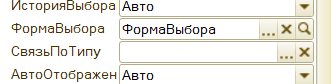 ИсторияВыбора Авто
ФормаВыбора ФормаВыбора ...
СвязьПоТипу ...
АвтоОтображен Авто